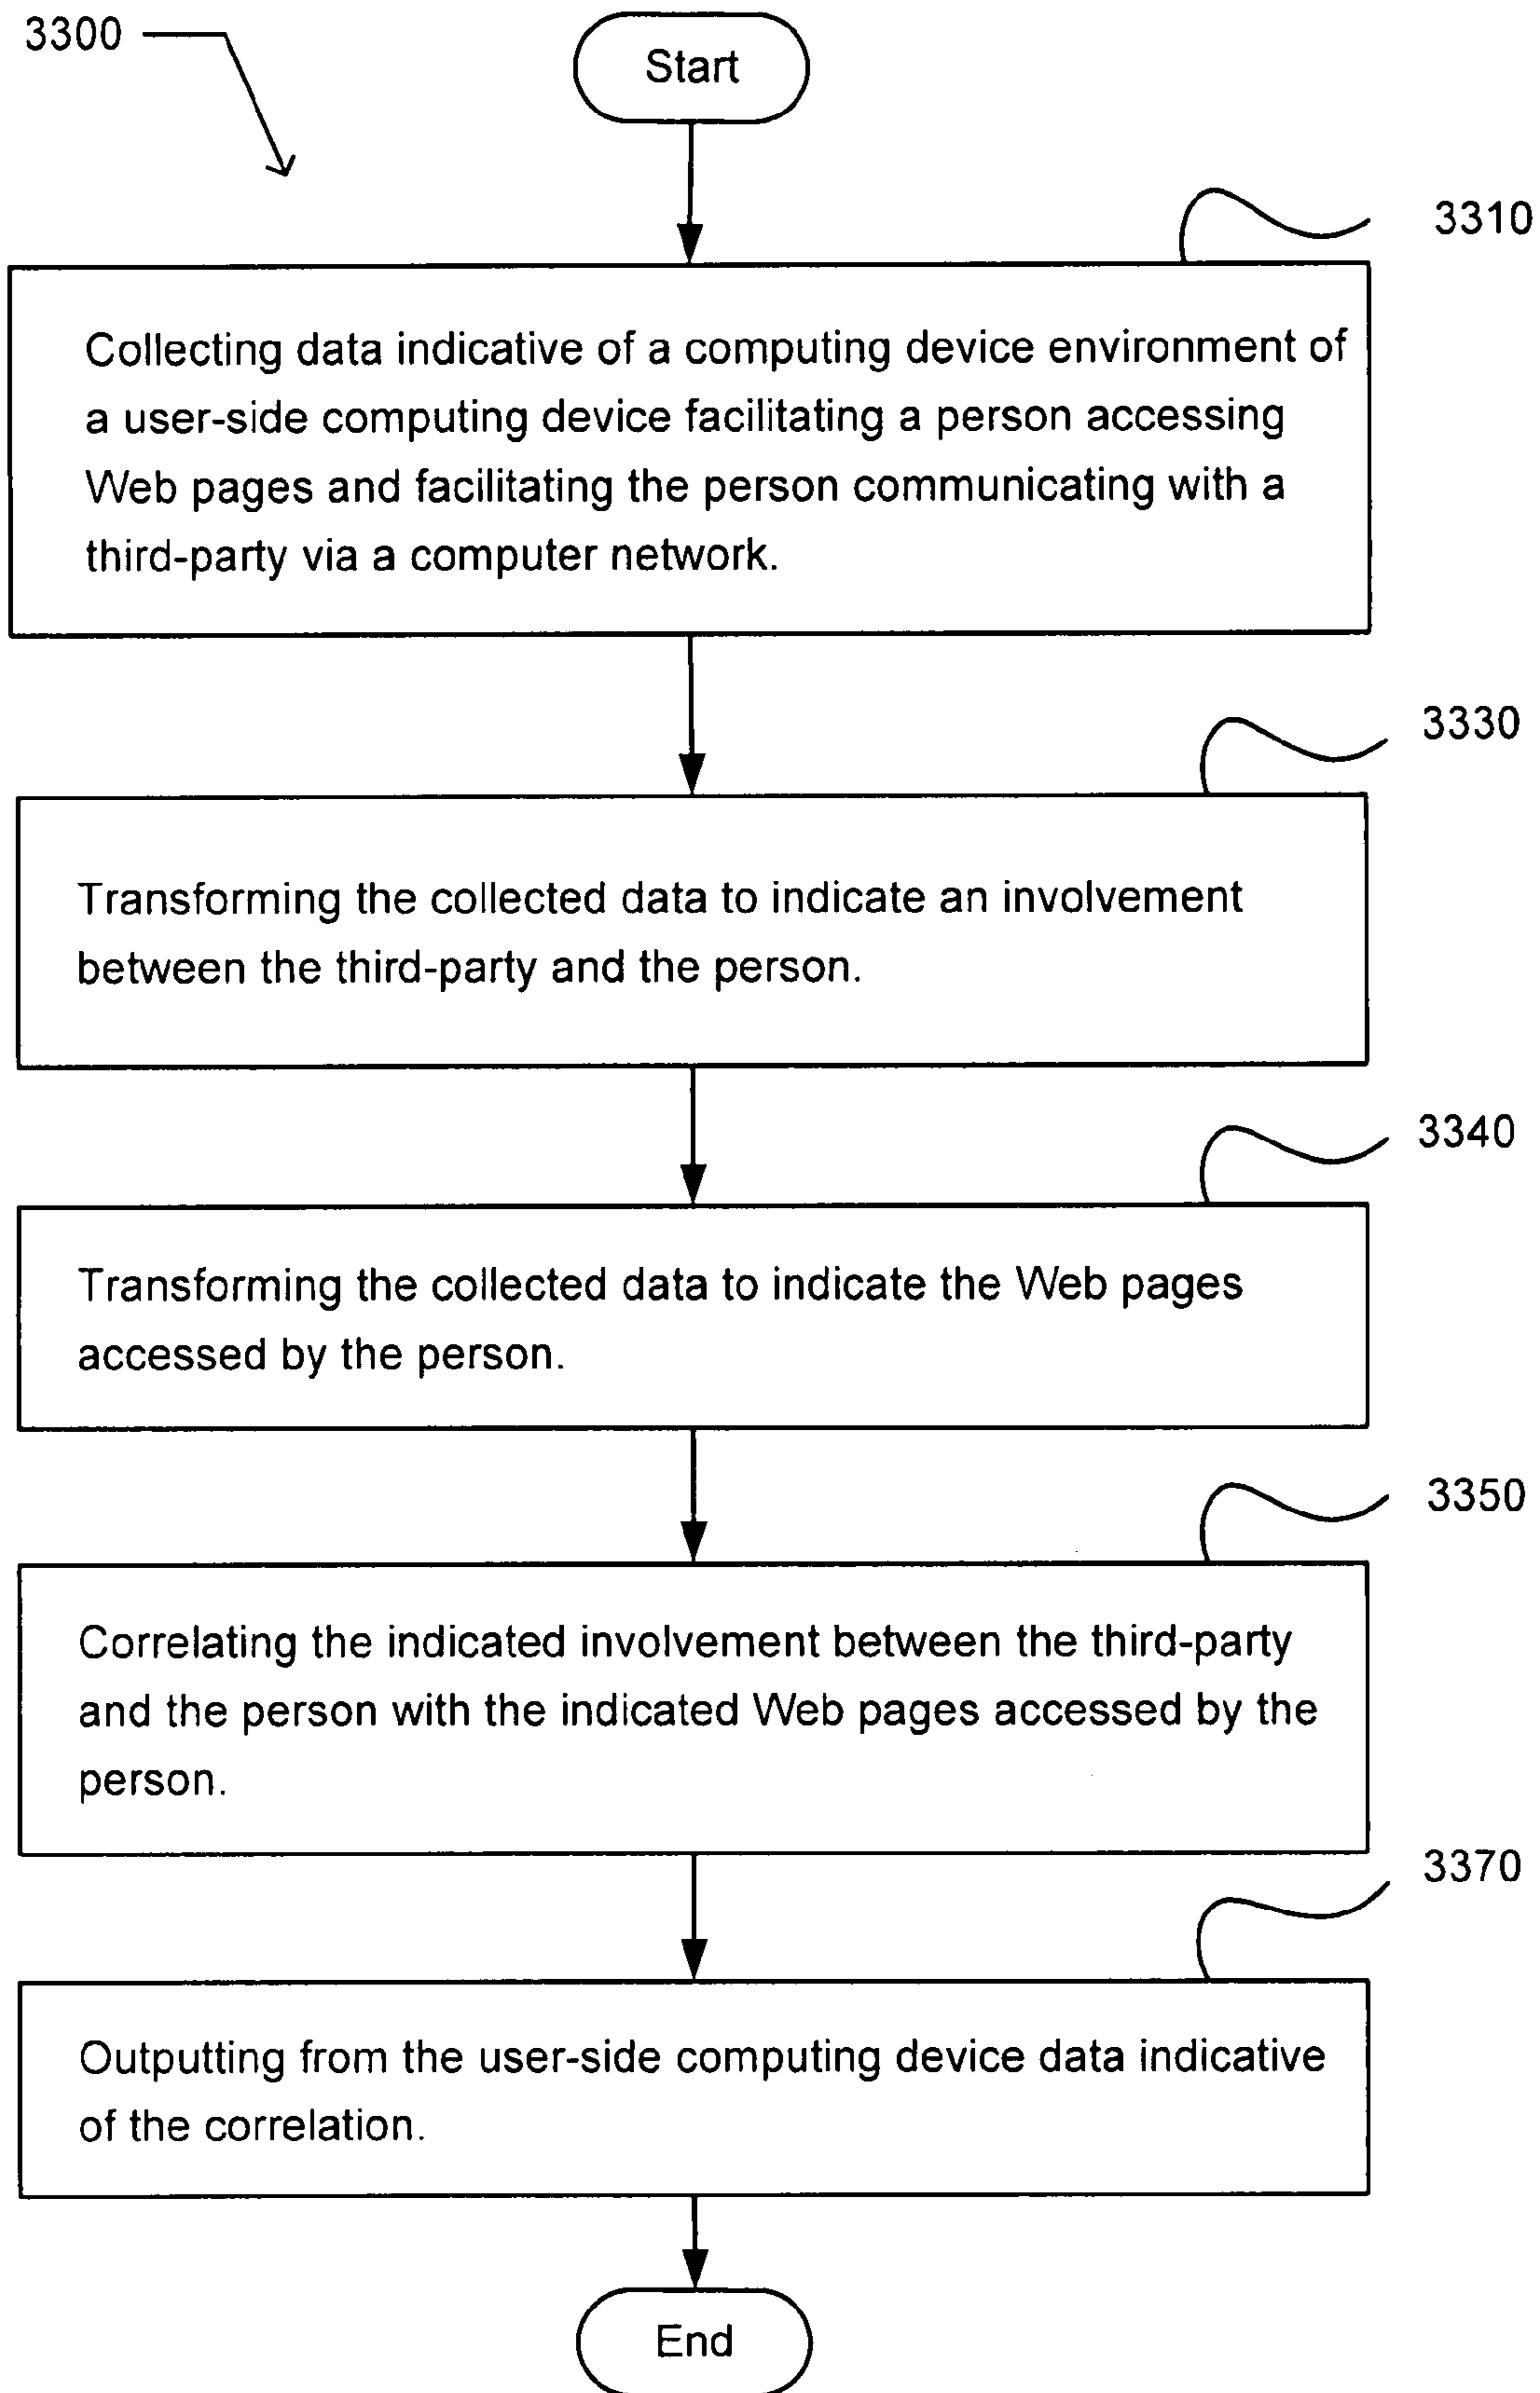 3300
Start
3310
Collecting data indicative of a computing device environment of
a user-side computing device facilitating a person accessing
Web pages and facilitating the person communicating with a
third-party via a computer network.
3330
Transforming the collected data to indicate an involvement
between the third-party and the person.
3340
Transforming the collected data to indicate the Web pages
accessed by the person.
3350
Correlating the indicated involvement between the third-party
and the person with the indicated Web pages accessed by the
person.
3370
Outputting from the user-side computing device data indicative
of the correlation.
End